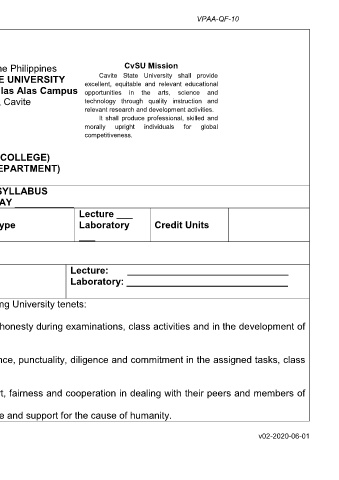 VPAA-QF-10
CvSU Mission
Cavite State University shall provide
excellent, equitable and relevant educational
opportunities in the arts, science and
technology through quality instruction and
relevant research and development activities.
It shall produce professional, skilled and
morally upright individuals for global
competitiveness.
e Philippines
E UNIVERSITY
las Alas Campus
, Cavite
COLLEGE)
EPARTMENT)
SYLLABUS
AY ___________
ype
Lecture ___
Laboratory
___
Credit Units
Lecture: ______________________________
Laboratory: ______________________________
ng University tenets:
honesty during examinations, class activities and in the development of
nce, punctuality, diligence and commitment in the assigned tasks, class
t, fairness and cooperation in dealing with their peers and members of
e and support for the cause of humanity.
v02-2020-06-01